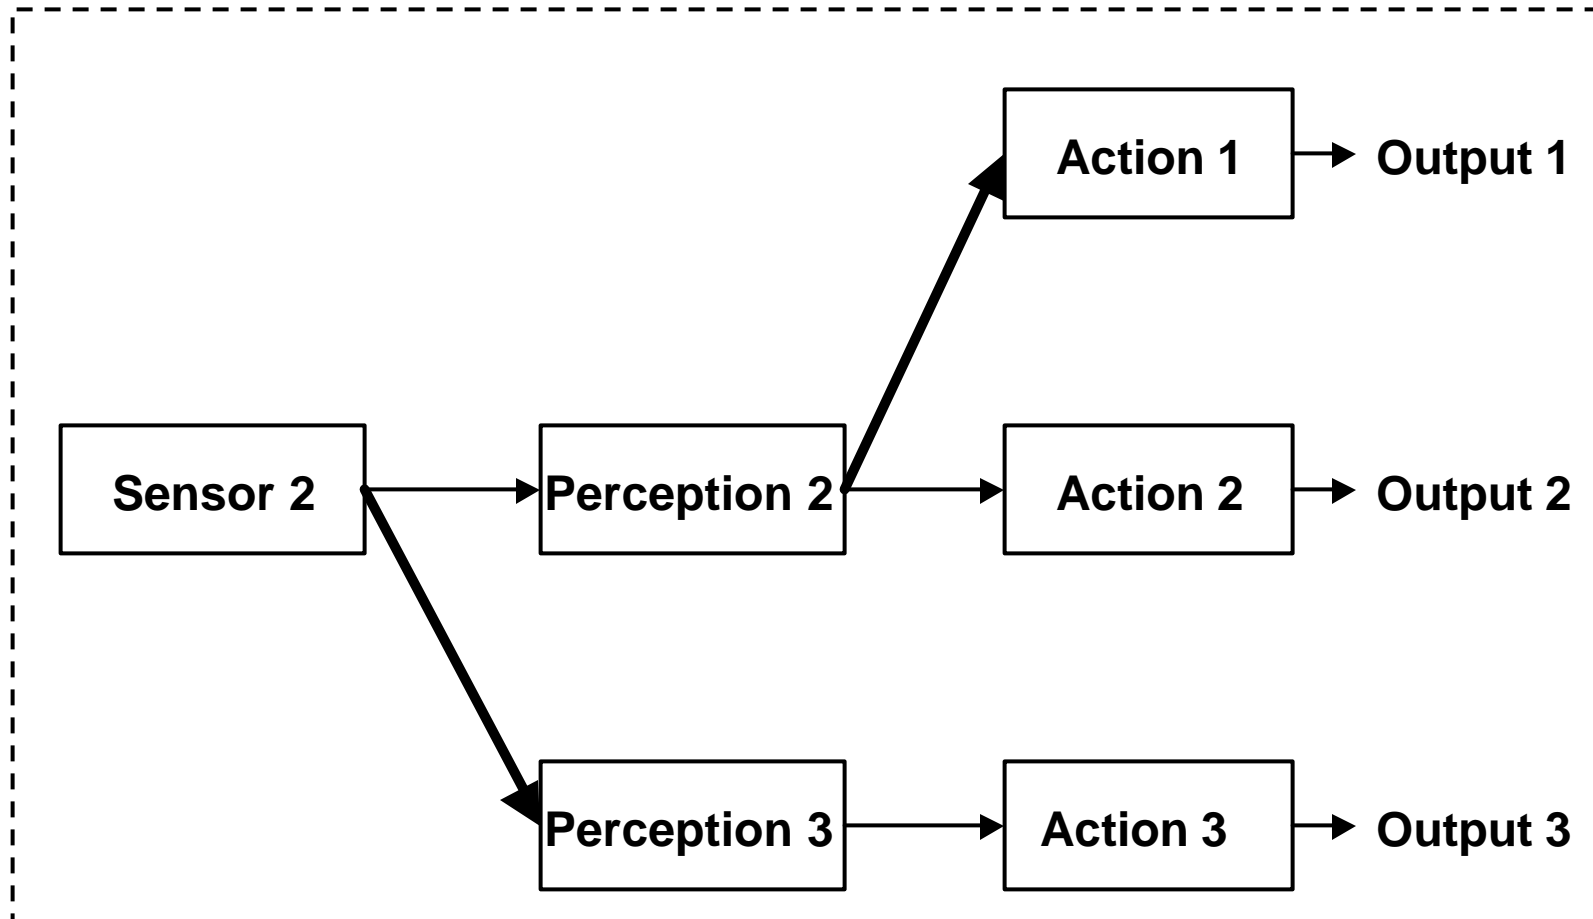 Action 1
Output 1
Sensor 2
Perception 2
Action 2
Output 2
Perception 3
Action 3
Output 3